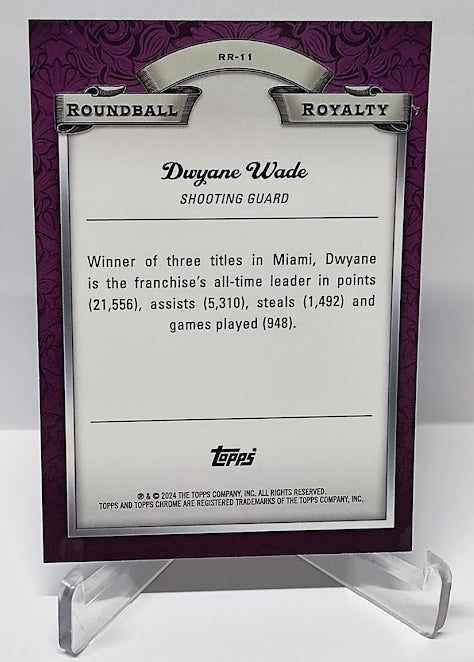 RR-11
ROUNDBALL ROYALTY
Dwyane Wade
SHOOTING GUARD
Winner of three titles in Miami, Dwyane
is the franchise's all-time leader in points
(21,556), assists (5,310), steals (1,492) and
games played (948).
Topps
® & © 2024 THE TOPPS COMPANY, INC. ALL RIGHTS RESERVED.
TOPPS AND TOPPS CHROME ARE REGISTERED TRADEMARKS OF THE TOPPS COMPANY, INC.